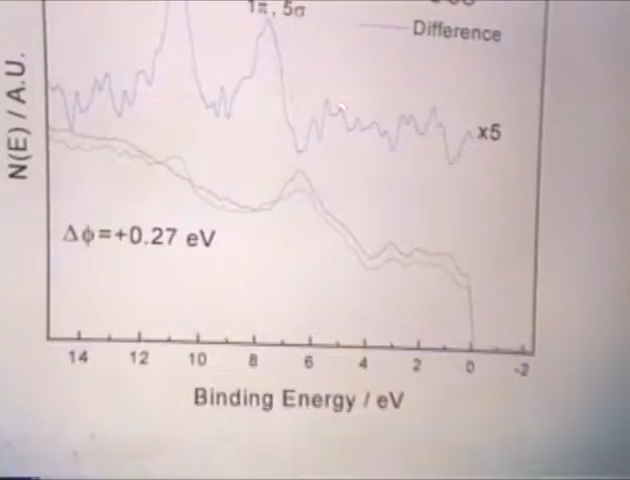 1π, 5σ
Difference
N(E) / A.U.
x5
Δϕ=+0.27 eV
14 12 10 8 6 4 2 0 -2
Binding Energy / eV